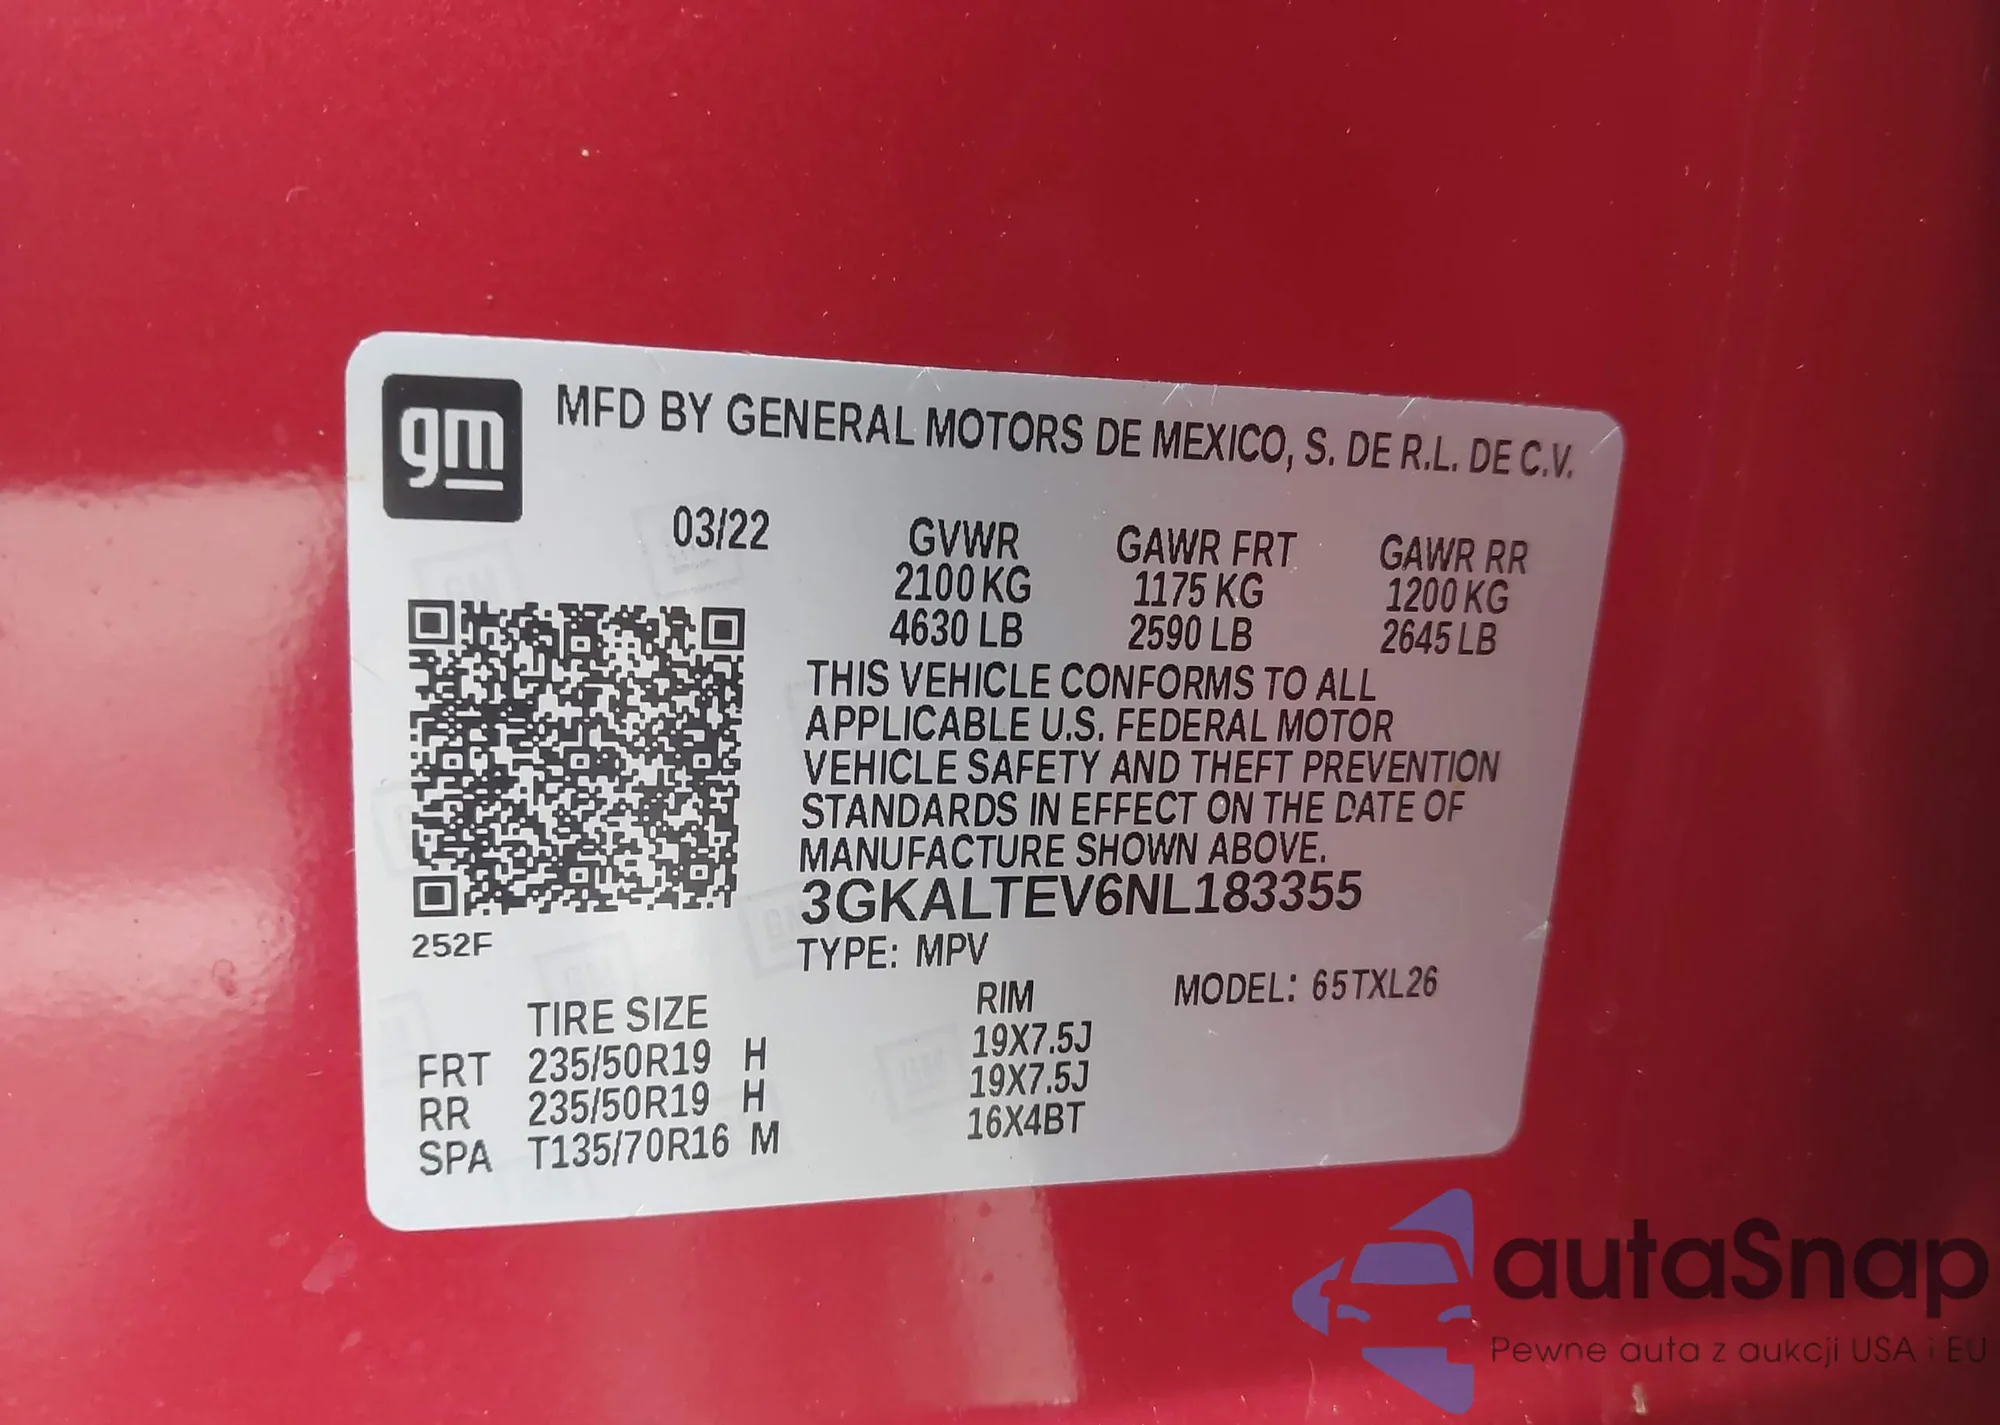 gm
MFD BY GENERAL MOTORS DE MEXICO, S. DE R.L. DE C.V.
03/22 GVWR GAWR FRT GAWR RR
2100 KG 1175 KG 1200 KG
4630 LB 2590 LB 2645 LB
THIS VEHICLE CONFORMS TO ALL
APPLICABLE U.S. FEDERAL MOTOR
VEHICLE SAFETY AND THEFT PREVENTION
STANDARDS IN EFFECT ON THE DATE OF
MANUFACTURE SHOWN ABOVE.
3GKALTEV6NL183355
252F
TYPE: MPV
MODEL: 65TXL26
TIRE SIZE RIM
FRT 235/50R19 H 19X7.5J
RR 235/50R19 H 19X7.5J
SPA T135/70R16 M 16X4BT
autaSnap
Pewne auta z aukcji USA i EU